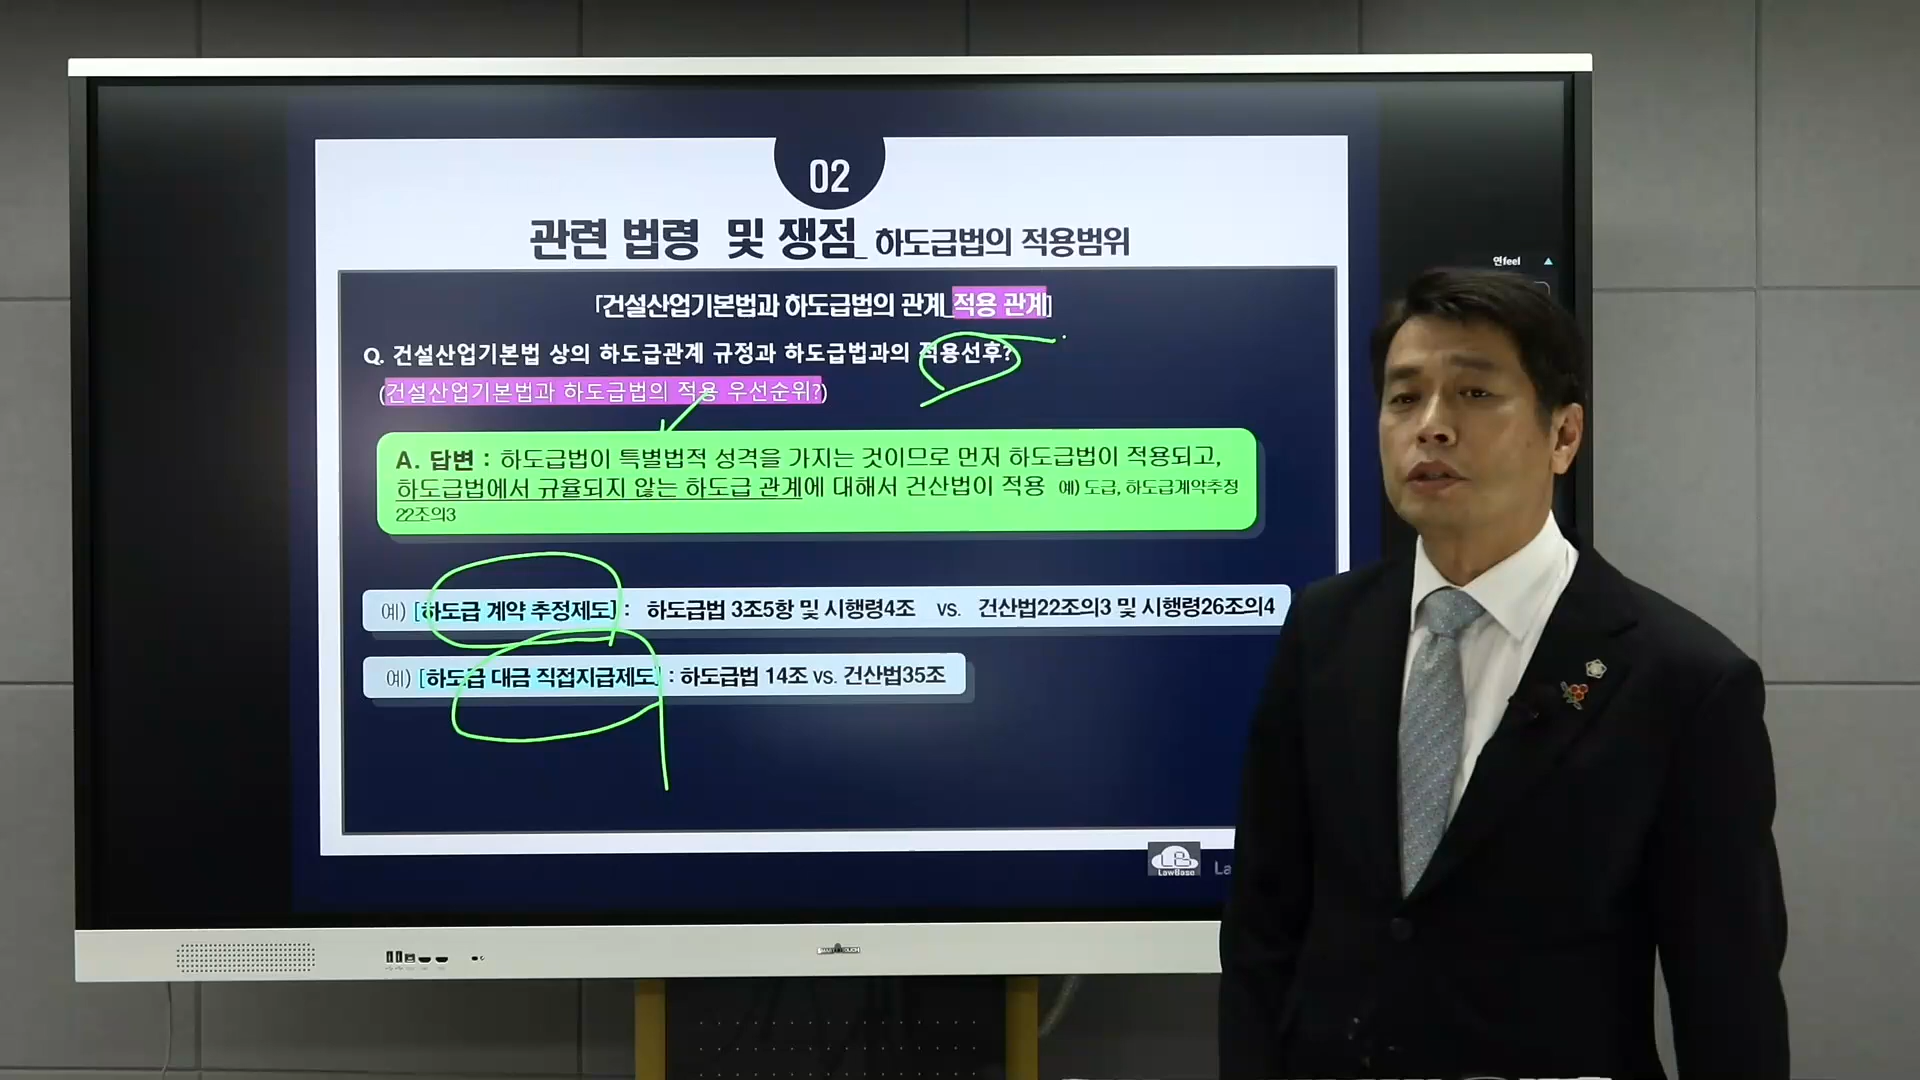 02
관련 법령 및 쟁점_ 하도급법의 적용범위
연feel
「건설산업기본법과 하도급법의 관계_적용 관계」
Q. 건설산업기본법 상의 하도급관계 규정과 하도급법과의 적용선후?
(건설산업기본법과 하도급법의 적용 우선순위?)
A. 답변 : 하도급법이 특별법적 성격을 가지는 것이므로 먼저 하도급법이 적용되고,
하도급법에서 규율되지 않는 하도급 관계에 대해서 건산법이 적용 예) 도급, 하도급계약추정
22조의3
예) [하도급 계약 추정제도] : 하도급법 3조5항 및 시행령4조 vs. 건산법22조의3 및 시행령26조의4
예) [하도급 대금 직접지급제도] : 하도급법 14조 vs. 건산법35조
LB
LawBase
La